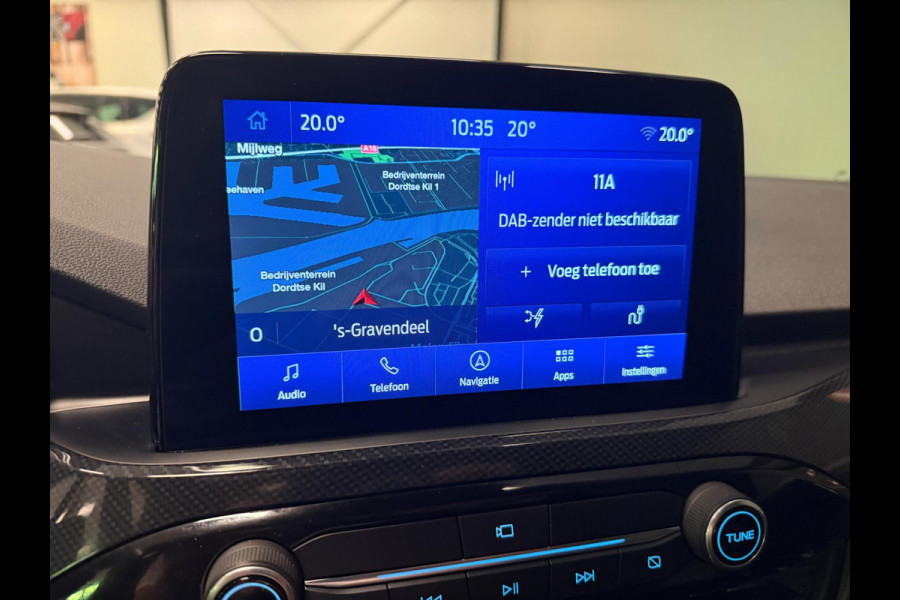 20.0°
10:35 20°
20.0°
Mijlweg
A16
Bedrijventerrein
Dordtse Kil 1
eehaven
11A
DAB-zender niet beschikbaar
Bedrijventerrein
Dordtse Kil
+ Voeg telefoon toe
0
's-Gravendeel
Audio
Telefoon
Navigatie
Apps
Instellingen
TUNE